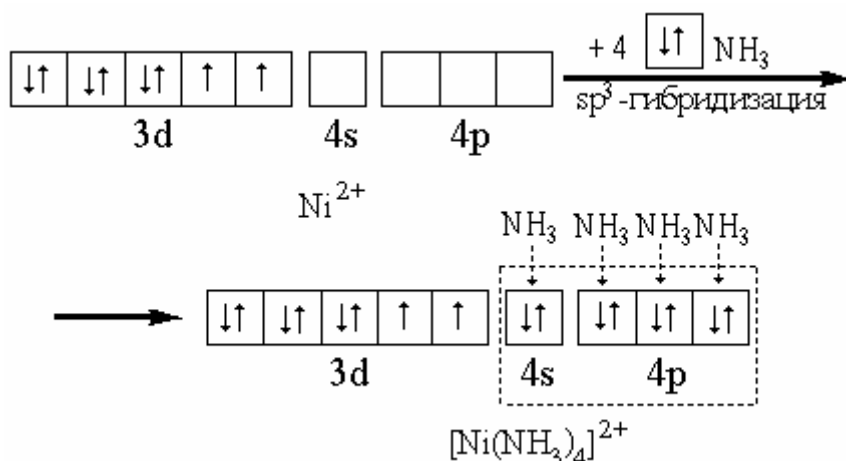 + 4 ↓↑ NH₃
↓↑ ↓↑ ↓↑ ↑ ↑
sp³-гибридизация
3d 4s 4p
Ni²⁺
NH₃ NH₃ NH₃ NH₃
↓↑ ↓↑ ↓↑ ↑ ↑ ↓↑ ↓↑ ↓↑ ↓↑
3d 4s 4p
[Ni(NH₃)₄]²⁺